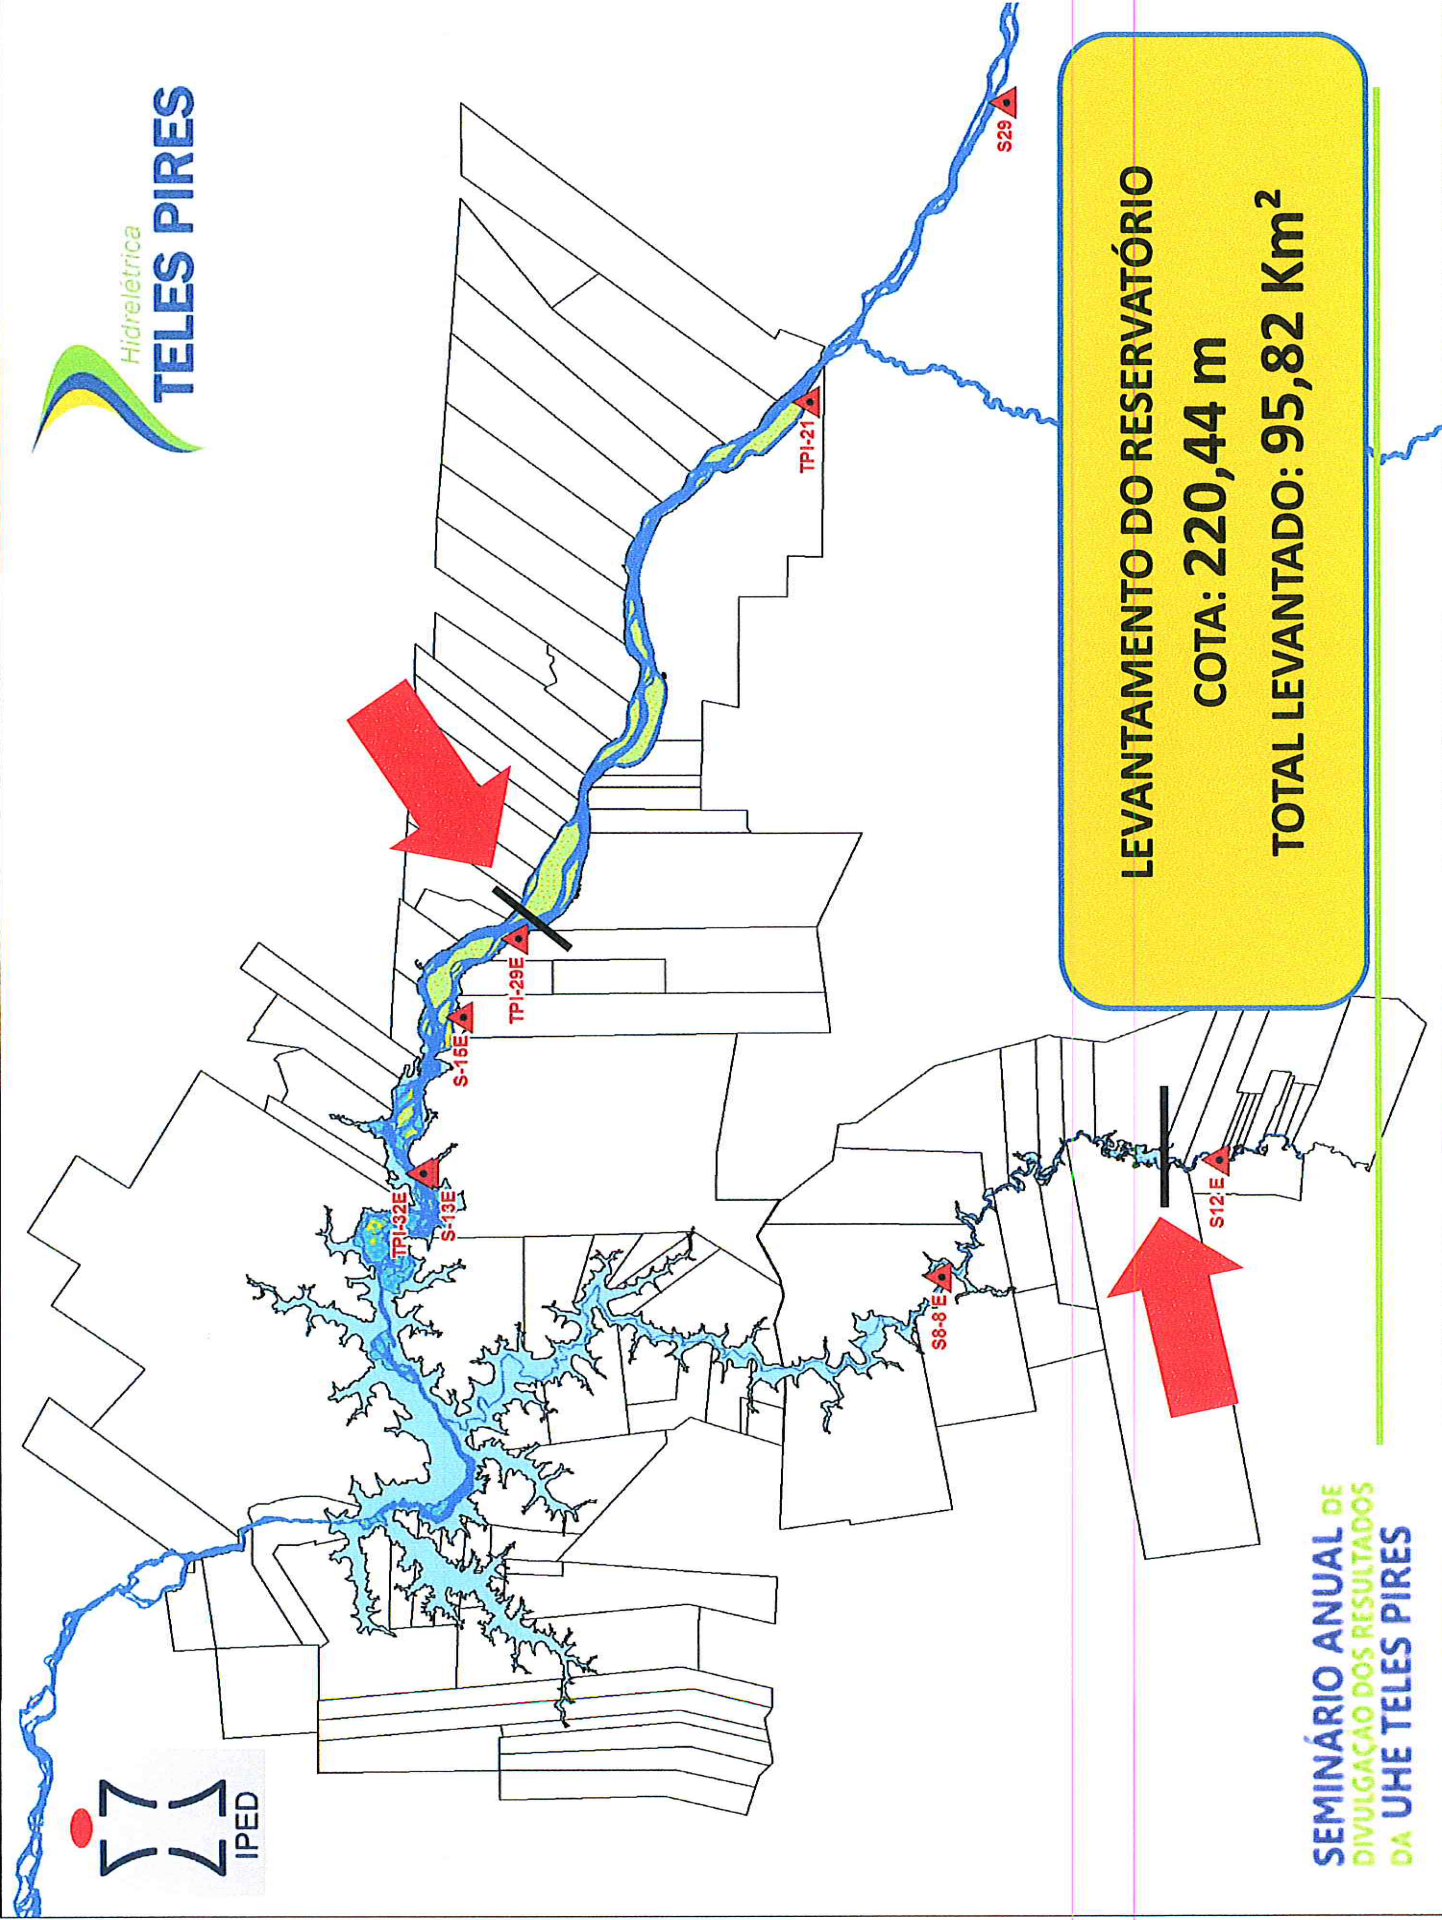 IPED
Hidrelétrica
TELES PIRES
TPI-32E
S-13E
S-15E
TPI-29E
TPI-21
S29
S8-8'E
S12-E
LEVANTAMENTO DO RESERVATÓRIO
COTA: 220,44 m
TOTAL LEVANTADO: 95,82 Km²
SEMINÁRIO ANUAL DE
DIVULGAÇÃO DOS RESULTADOS
DA UHE TELES PIRES